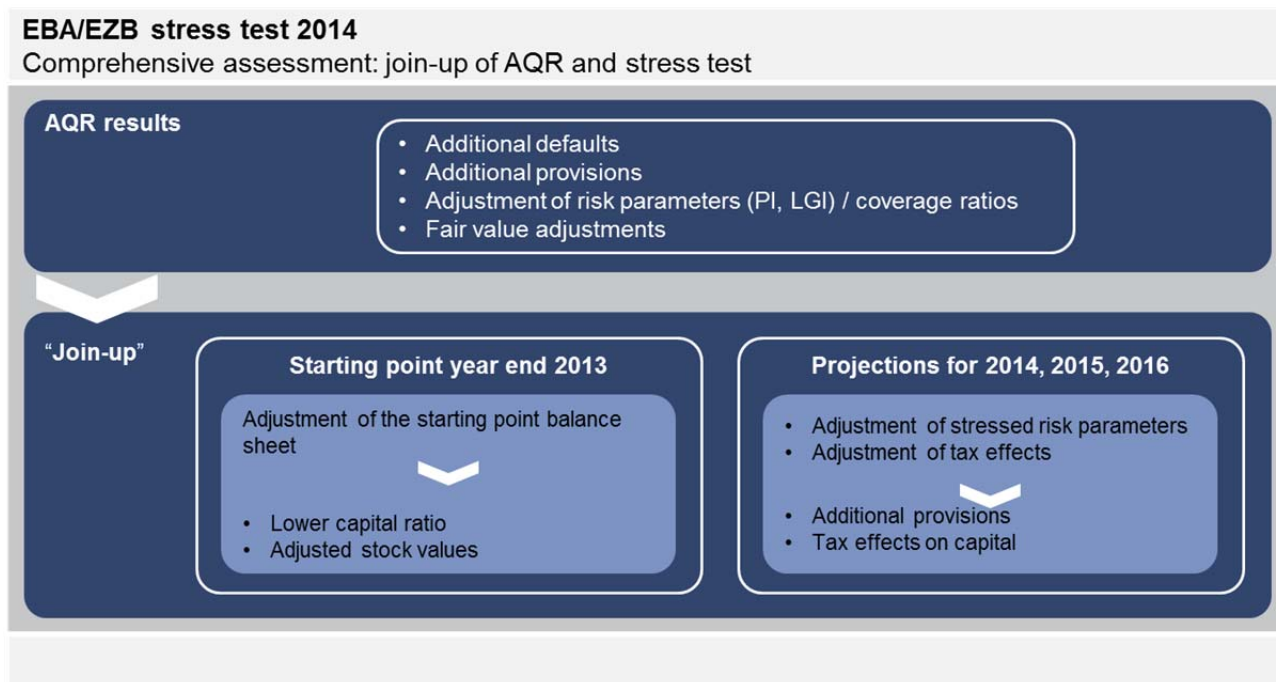 EBA/EZB stress test 2014
Comprehensive assessment: join-up of AQR and stress test
AQR results
• Additional defaults
• Additional provisions
• Adjustment of risk parameters (PI, LGI) / coverage ratios
• Fair value adjustments
“Join-up”
Starting point year end 2013
Adjustment of the starting point balance
sheet
• Lower capital ratio
• Adjusted stock values
Projections for 2014, 2015, 2016
• Adjustment of stressed risk parameters
• Adjustment of tax effects
• Additional provisions
• Tax effects on capital